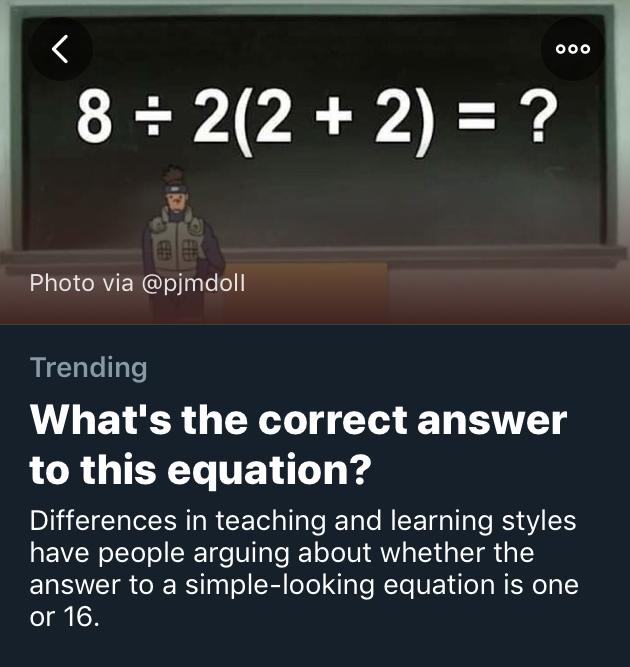 8 ÷ 2(2 + 2) = ?
Photo via @pjmdoll
Trending
What's the correct answer
to this equation?
Differences in teaching and learning styles
have people arguing about whether the
answer to a simple-looking equation is one
or 16.